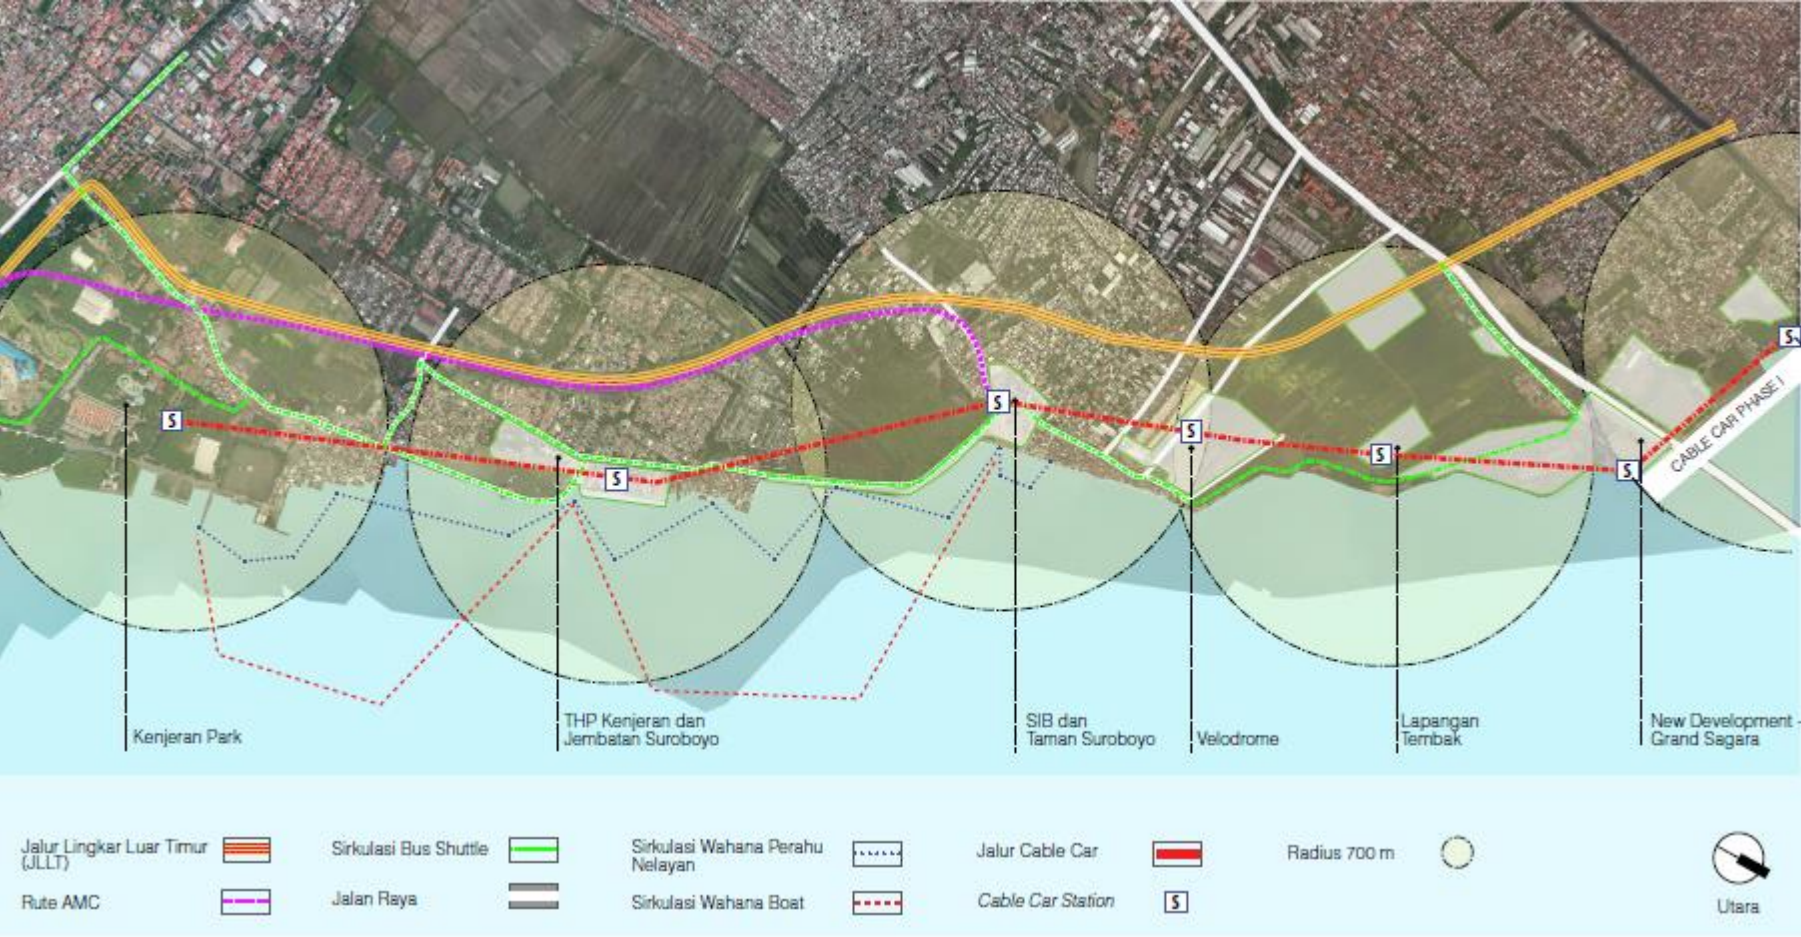 S
S
S
S
S
S
S
CABLE CAR PHASE I
Kenjeran Park
THP Kenjeran dan
Jembatan Suroboyo
SIB dan
Taman Suroboyo
Velodrome
Lapangan
Tembak
New Development -
Grand Sagara
Jalur Lingkar Luar Timur
(JLLT)
Rute AMC
Sirkulasi Bus Shuttle
Jalan Raya
Sirkulasi Wahana Perahu
Nelayan
Sirkulasi Wahana Boat
Jalur Cable Car
Cable Car Station
S
Radius 700 m
Utara